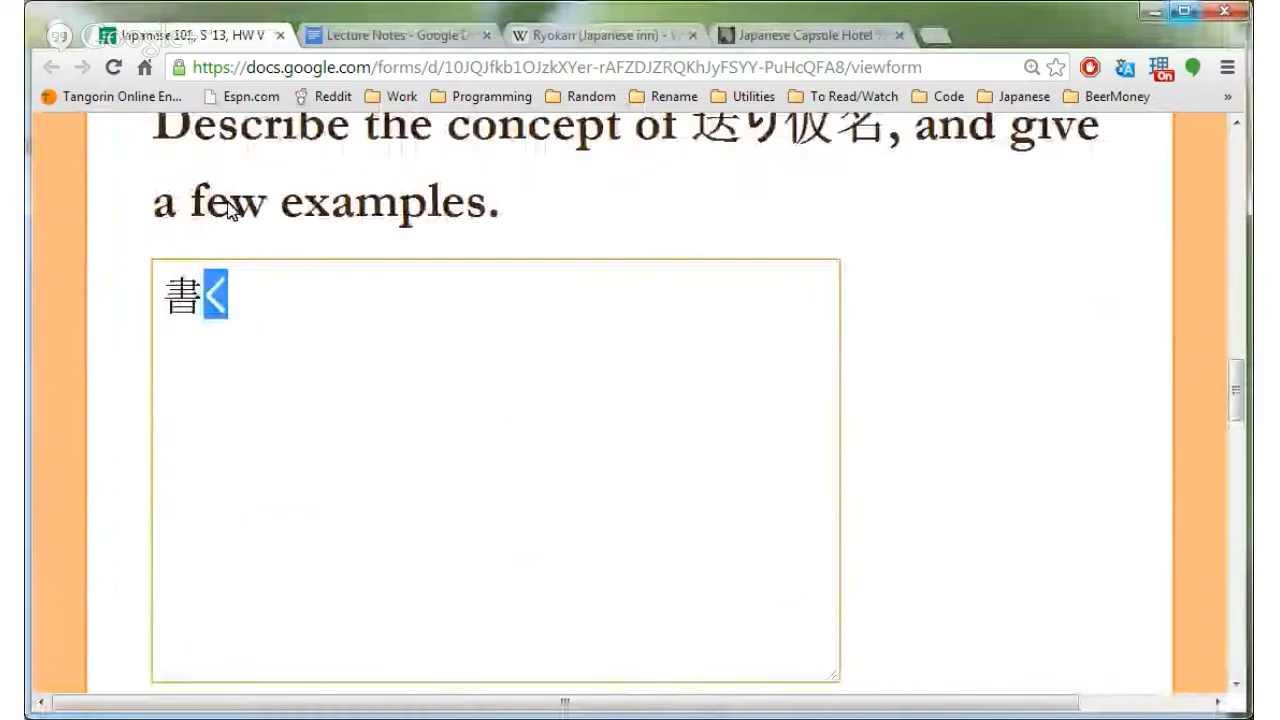 Japanese 101, S '13, HW V
Lecture Notes - Google D
Ryokan (Japanese inn) - W
Japanese Capsule Hotel
https://docs.google.com/forms/d/10JQJfkb1OJzkXYer-rAFZDJZRQKhJyFSYY-PuHcQFA8/viewform
On
Tangorin Online En...
Espn.com
Reddit
Work
Programming
Random
Rename
Utilities
To Read/Watch
Code
Japanese
BeerMoney
»
Describe the concept of 送り仮名, and give
a few examples.
書く